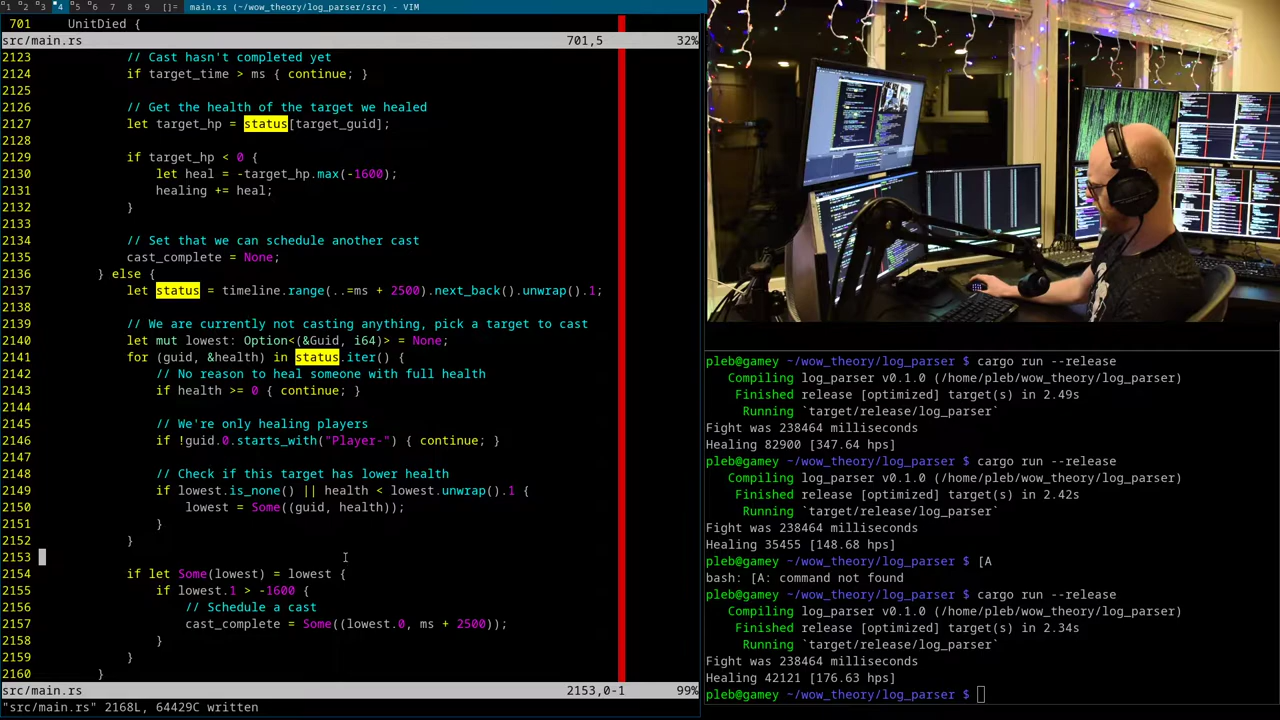 1 2 3 4 5 6 7 8 9 []= main.rs (~/wow_theory/log_parser/src) - VIM
701     UnitDied {
src/main.rs 701,5 32%
2123 // Cast hasn't completed yet
2124 if target_time > ms { continue; }
2125
2126 // Get the health of the target we healed
2127 let target_hp = status[target_guid];
2128
2129 if target_hp < 0 {
2130 let heal = -target_hp.max(-1600);
2131 healing += heal;
2132 }
2133
2134 // Set that we can schedule another cast
2135 cast_complete = None;
2136 } else {
2137 let status = timeline.range(..=ms + 2500).next_back().unwrap().1;
2138
2139 // We are currently not casting anything, pick a target to cast
2140 let mut lowest: Option<(&Guid, i64)> = None;
2141 for (guid, &health) in status.iter() {
2142 // No reason to heal someone with full health
2143 if health >= 0 { continue; }
2144
2145 // We're only healing players
2146 if !guid.0.starts_with("Player-") { continue; }
2147
2148 // Check if this target has lower health
2149 if lowest.is_none() || health < lowest.unwrap().1 {
2150 lowest = Some((guid, health));
2151 }
2152 }
2153
2154 if let Some(lowest) = lowest {
2155 if lowest.1 > -1600 {
2156 // Schedule a cast
2157 cast_complete = Some((lowest.0, ms + 2500));
2158 }
2159 }
2160 }
src/main.rs 2153,0-1 99%
"src/main.rs" 2168L, 64429C written
pleb@gamey ~/wow_theory/log_parser $ cargo run --release
Compiling log_parser v0.1.0 (/home/pleb/wow_theory/log_parser)
Finished release [optimized] target(s) in 2.49s
Running `target/release/log_parser`
Fight was 238464 milliseconds
Healing 82900 [347.64 hps]
pleb@gamey ~/wow_theory/log_parser $ cargo run --release
Compiling log_parser v0.1.0 (/home/pleb/wow_theory/log_parser)
Finished release [optimized] target(s) in 2.42s
Running `target/release/log_parser`
Fight was 238464 milliseconds
Healing 35455 [148.68 hps]
pleb@gamey ~/wow_theory/log_parser $ [A
bash: [A: command not found
pleb@gamey ~/wow_theory/log_parser $ cargo run --release
Compiling log_parser v0.1.0 (/home/pleb/wow_theory/log_parser)
Finished release [optimized] target(s) in 2.34s
Running `target/release/log_parser`
Fight was 238464 milliseconds
Healing 42121 [176.63 hps]
pleb@gamey ~/wow_theory/log_parser $